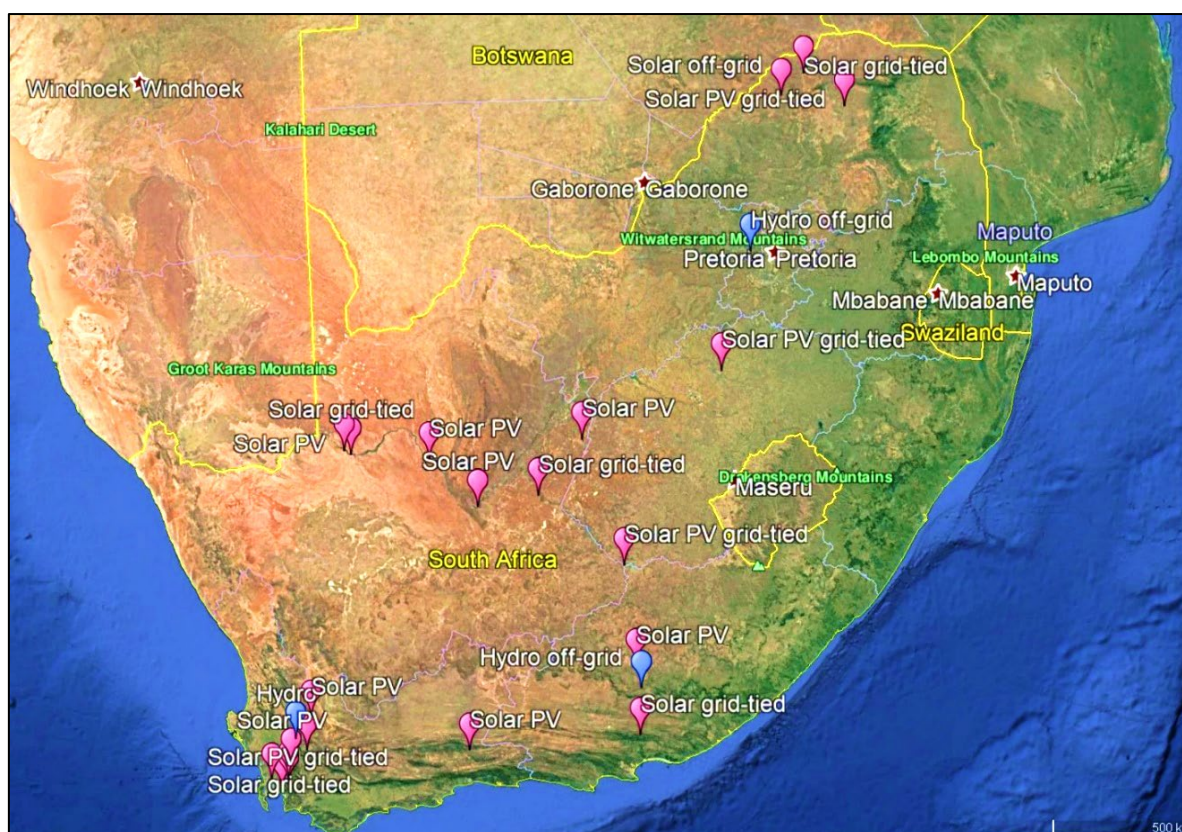 Botswana
Solar off-grid
Solar grid-tied
Windhoek Windhoek
Solar PV grid-tied
Kalahari Desert
Gaborone Gaborone
Hydro off-grid
Witwatersrand Mountains
Maputo
Pretoria Pretoria
Lebombo Mountains
Maputo
Mbabane Mbabane
Swaziland
Solar PV grid-tied
Groot Karas Mountains
Solar grid-tied
Solar PV
Solar PV
Solar PV
Solar PV
Solar grid-tied
Drakensberg Mountains
Maseru
Solar PV grid-tied
South Africa
Solar PV
Hydro off-grid
Solar PV
Hydro
Solar grid-tied
Solar PV
Solar PV
Solar PV grid-tied
Solar grid-tied